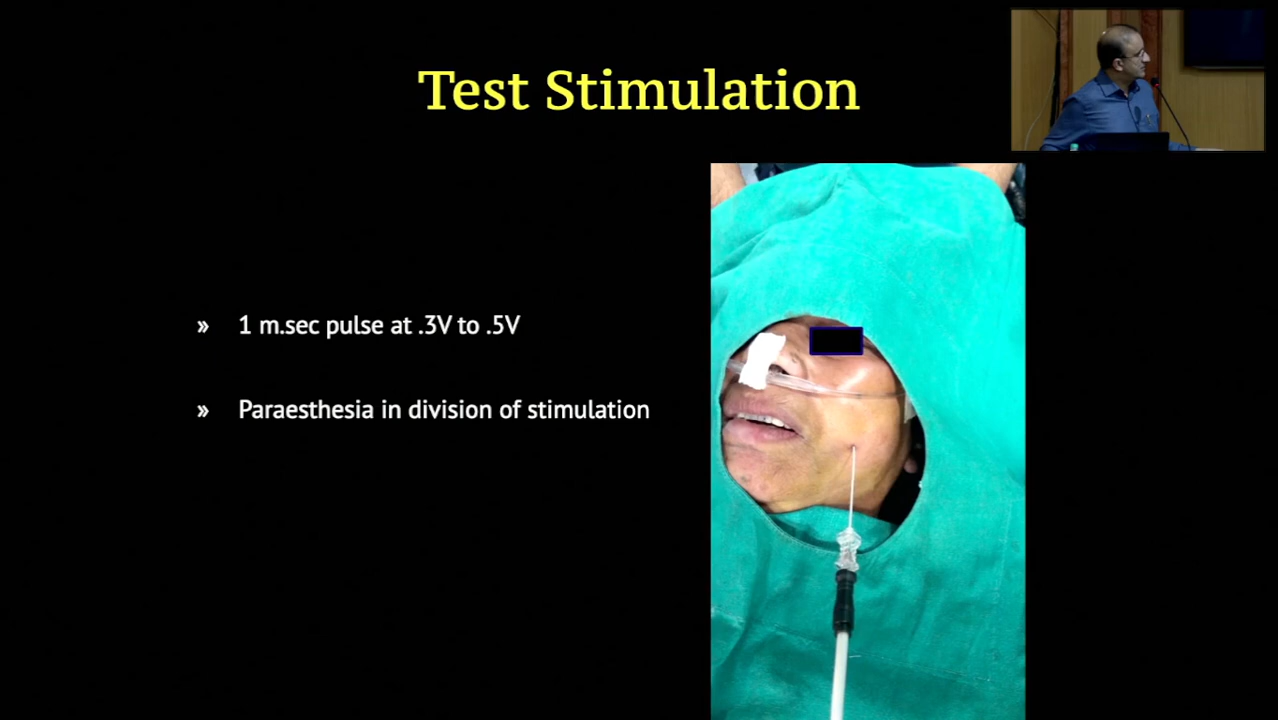 Test Stimulation
» 1 m.sec pulse at .3V to .5V
» Paraesthesia in division of stimulation